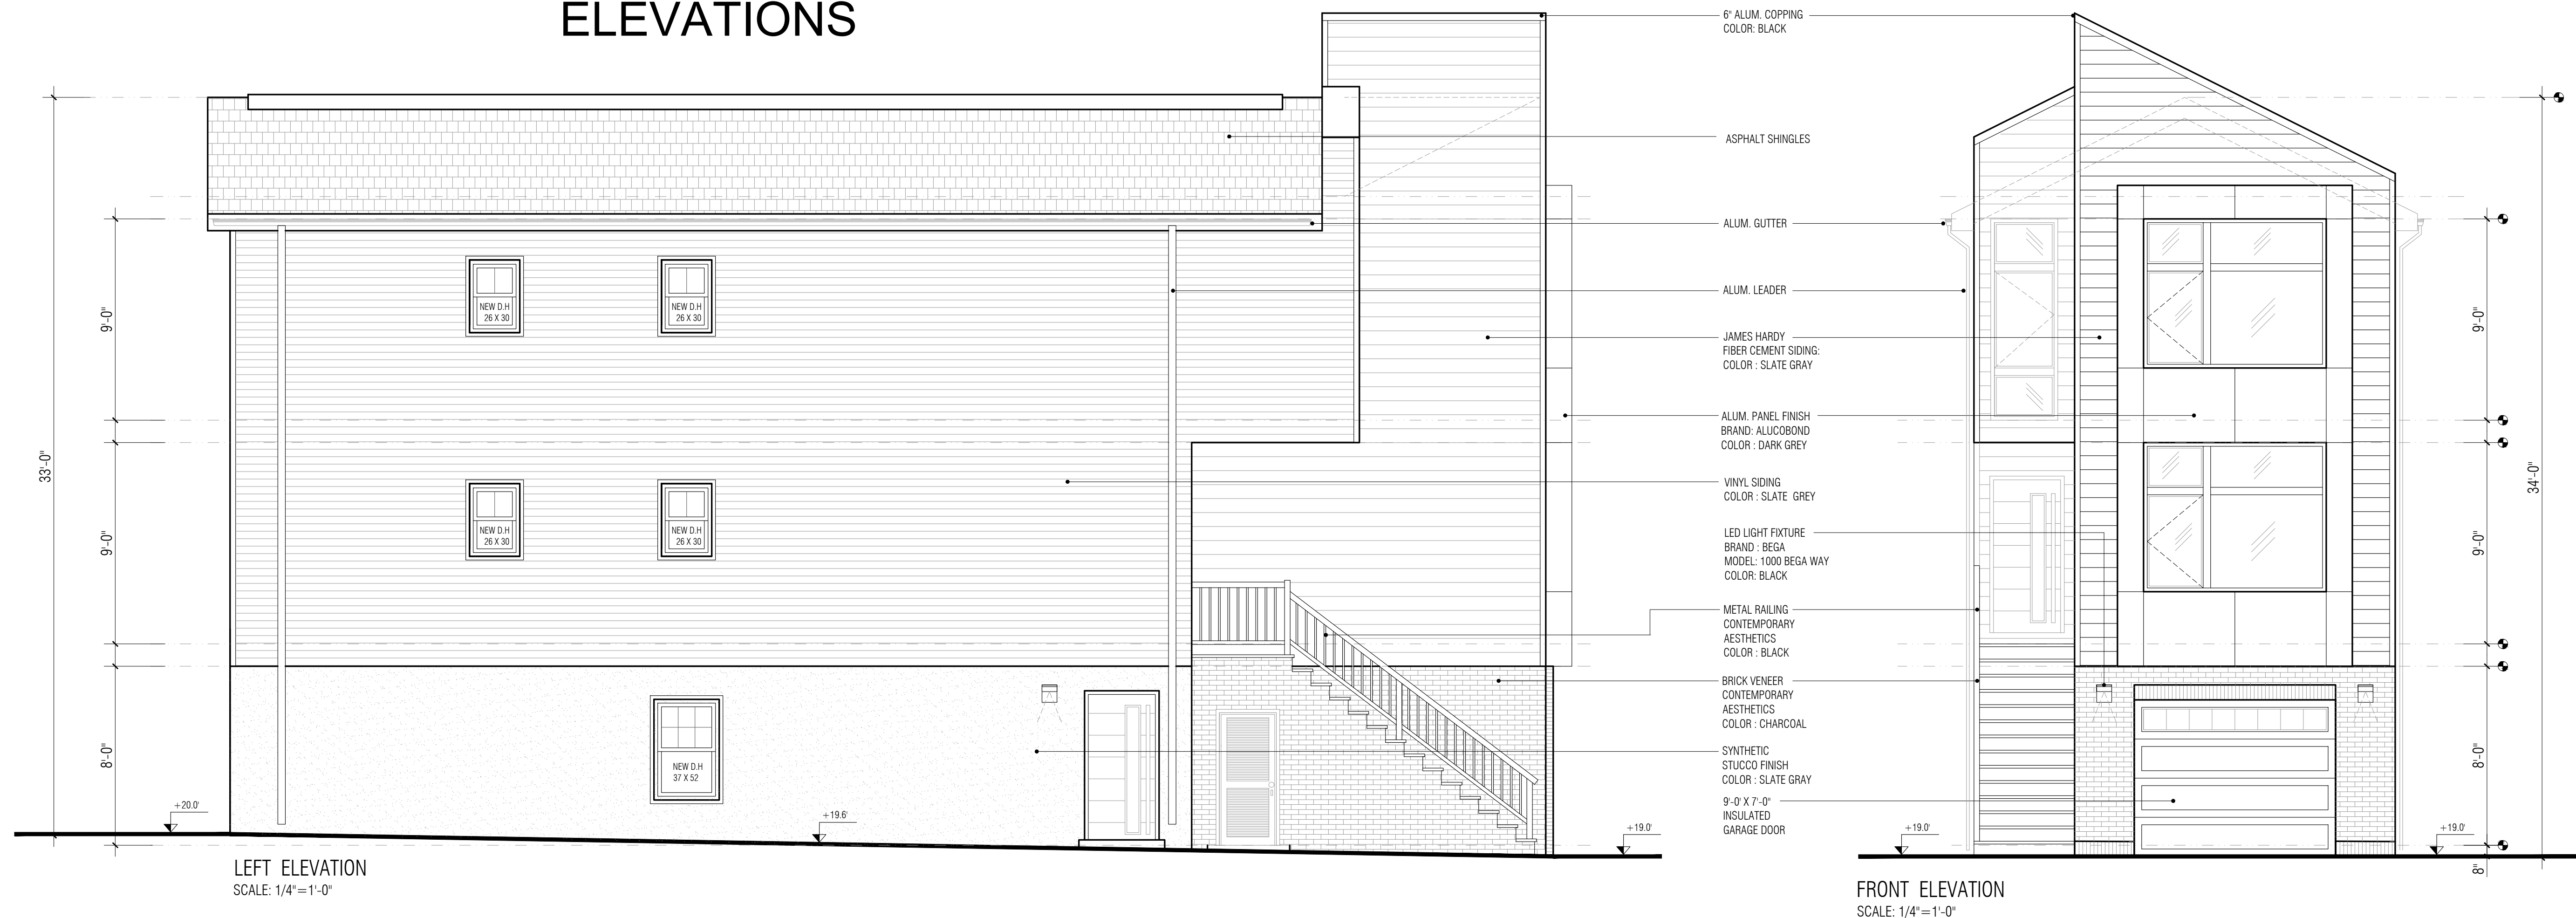 ELEVATIONS
6" ALUM. COPPING
COLOR: BLACK
ASPHALT SHINGLES
ALUM. GUTTER
ALUM. LEADER
JAMES HARDY
FIBER CEMENT SIDING:
COLOR : SLATE GRAY
ALUM. PANEL FINISH
BRAND: ALUCOBOND
COLOR : DARK GREY
VINYL SIDING
COLOR : SLATE GREY
LED LIGHT FIXTURE
BRAND : BEGA
MODEL: 1000 BEGA WAY
COLOR: BLACK
METAL RAILING
CONTEMPORARY
AESTHETICS
COLOR : BLACK
BRICK VENEER
CONTEMPORARY
AESTHETICS
COLOR : CHARCOAL
SYNTHETIC
STUCCO FINISH
COLOR : SLATE GRAY
9'-0' X 7'-0"
INSULATED
GARAGE DOOR
33'-0"
9'-0"
9'-0"
8'-0"
NEW D.H
26 X 30
NEW D.H
26 X 30
NEW D.H
26 X 30
NEW D.H
26 X 30
NEW D.H
37 X 52
+20.0'
+19.6'
+19.0'
LEFT ELEVATION
SCALE: 1/4"=1'-0"
9'-0"
9'-0"
8'-0"
8"
34'-0"
+19.0'
+19.0'
FRONT ELEVATION
SCALE: 1/4"=1'-0"